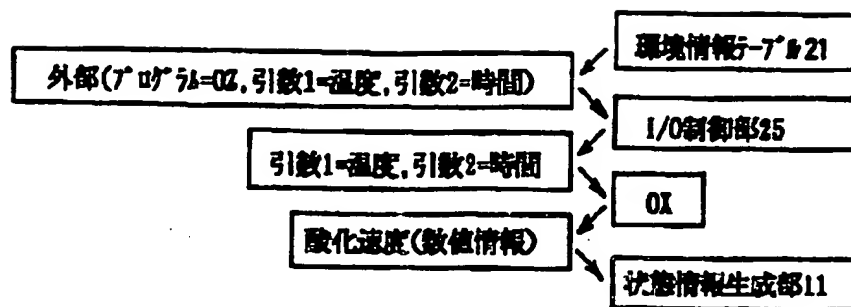 環境情報ﾃｰﾌﾞﾙ21
外部(ﾌﾟﾛｸﾞﾗﾑ=OX,引数1=温度,引数2=時間)
I/O制御部25
引数1=温度,引数2=時間
OX
酸化速度(数値情報)
状態情報生成部11